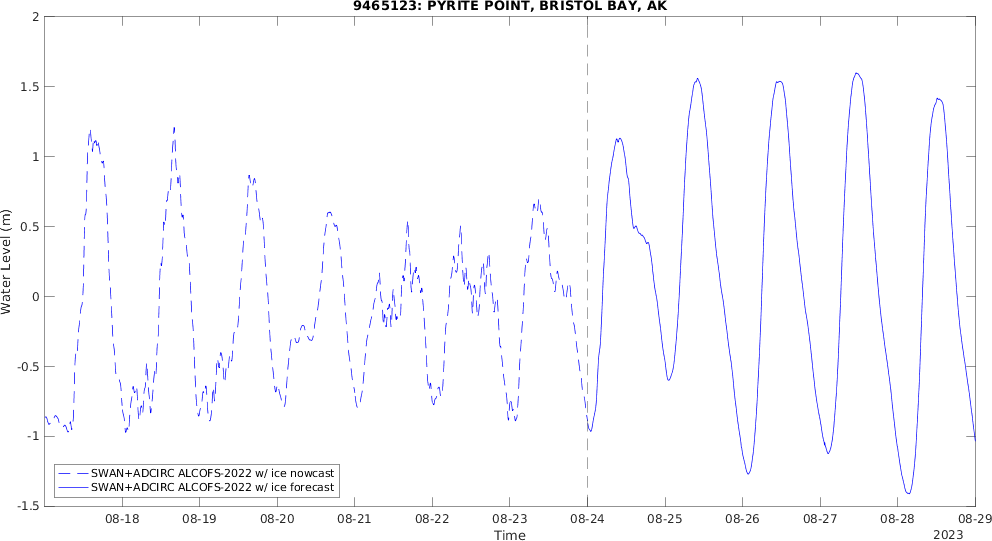 9465123: PYRITE POINT, BRISTOL BAY, AK
2
1.5
1
0.5
0
-0.5
-1
-1.5
Water Level (m)
SWAN+ADCIRC ALCOFS-2022 w/ ice nowcast
SWAN+ADCIRC ALCOFS-2022 w/ ice forecast
08-18 08-19 08-20 08-21 08-22 08-23 08-24 08-25 08-26 08-27 08-28 08-29
Time
2023